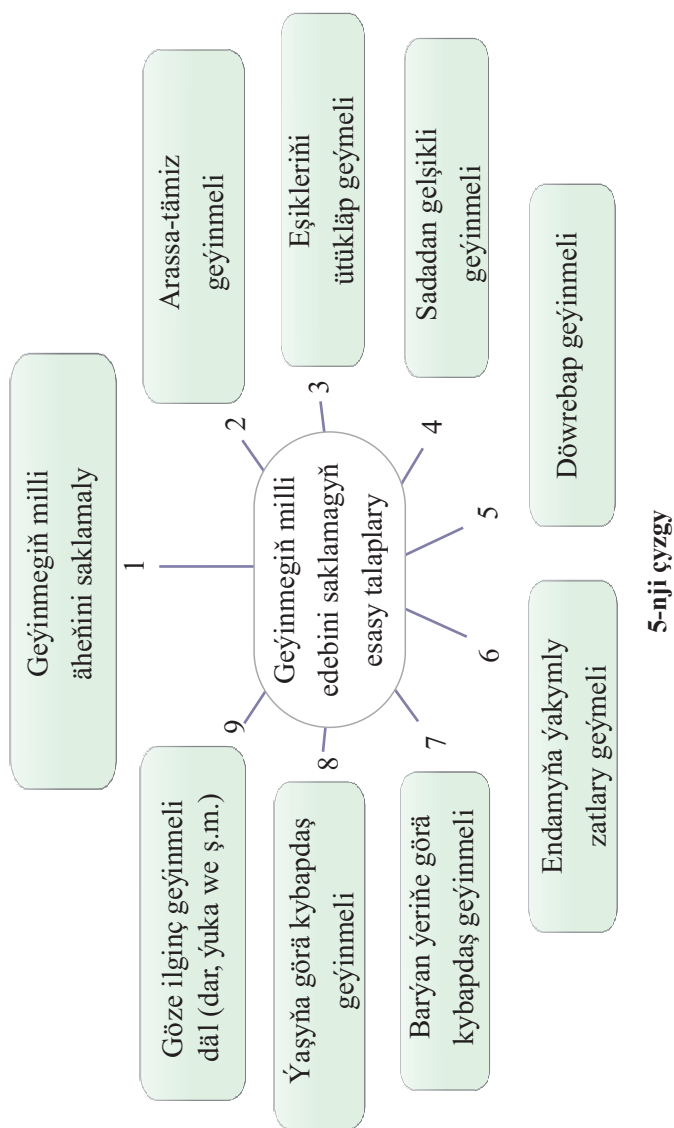 Geýinmegiň milli
äheňini saklamaly
1
Arassa-tämiz
geýinmeli
2
Eşikleriňi
ütükläp geýmeli
3
Sadadan gelşikli
geýinmeli
4
Döwrebap geýinmeli
5
Endamyňa ýakymly
zatlary geýmeli
6
Barýan ýeriňe görä
kybapdaş geýinmeli
7
Ýaşyňa görä kybapdaş
geýinmeli
8
Göze ilginç geýinmeli
däl (dar, ýuka we ş.m.)
9
Geýinmegiň milli
edebini saklamagyň
esasy talaplary
5-nji çyzgy